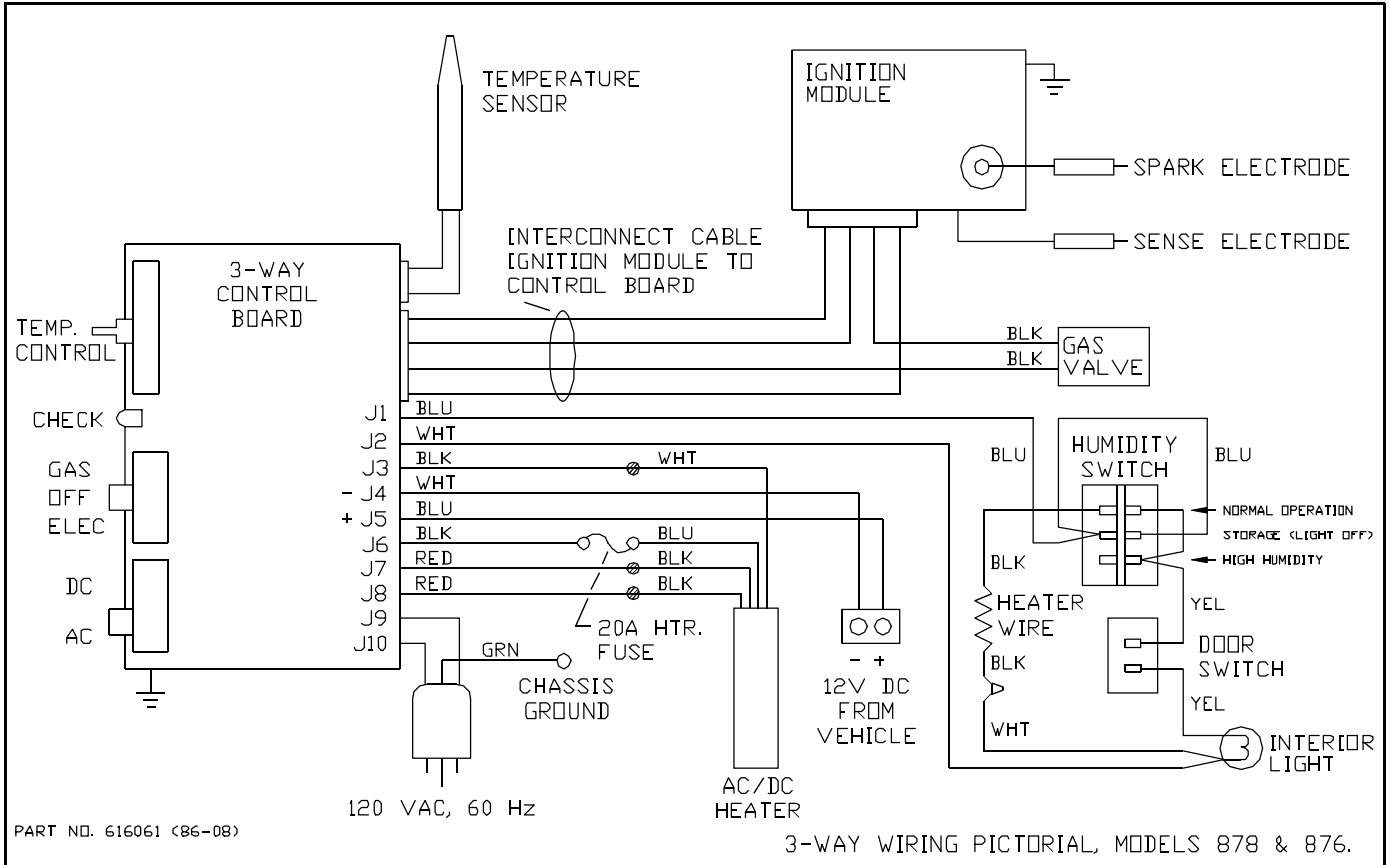 TEMPERATURE
SENSOR
IGNITION
MODULE
SPARK ELECTRODE
SENSE ELECTRODE
INTERCONNECT CABLE
IGNITION MODULE TO
CONTROL BOARD
3-WAY
CONTROL
BOARD
TEMP.
CONTROL
CHECK
GAS
OFF
ELEC
DC
AC
BLK
BLK
GAS
VALVE
J1 BLU
J2 WHT
J3 BLK WHT
- J4 WHT
+ J5 BLU
J6 BLK BLU
J7 RED BLK
J8 RED BLK
J9
J10
GRN
CHASSIS
GROUND
20A HTR.
FUSE
120 VAC, 60 Hz
AC/DC
HEATER
- +
12V DC
FROM
VEHICLE
BLU
HUMIDITY
SWITCH
BLU
NORMAL OPERATION
STORAGE (LIGHT OFF)
HIGH HUMIDITY
BLK
HEATER
WIRE
BLK
WHT
YEL
DOOR
SWITCH
YEL
INTERIOR
LIGHT
PART NO. 616061 (86-08)
3-WAY WIRING PICTORIAL, MODELS 878 & 876.